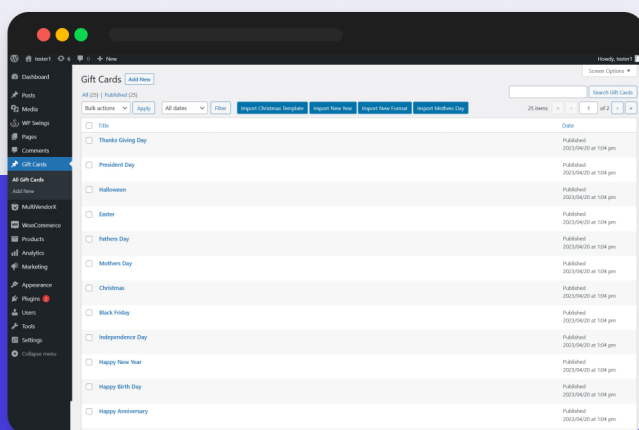 tester1 6 0 + New Howdy, tester1
Screen Options ▼
Dashboard
Posts
Media
WP Swings
Pages
Comments
Gift Cards
All Gift Cards
Add New
MultiVendorX
WooCommerce
Products
Analytics
Marketing
Appearance
Plugins
Users
Tools
Settings
Collapse menu
Gift Cards Add New
All (25) | Published (25)
Search Gift Cards
Bulk actions Apply All dates Filter Import Christmas Template Import New Year Import New Format Import Mothers Day 25 items « ‹ 1 of 2 › »
Title Date
Thanks Giving Day Published
2023/04/20 at 1:04 pm
President Day Published
2023/04/20 at 1:04 pm
Halloween Published
2023/04/20 at 1:04 pm
Easter Published
2023/04/20 at 1:04 pm
Fathers Day Published
2023/04/20 at 1:04 pm
Mothers Day Published
2023/04/20 at 1:04 pm
Christmas Published
2023/04/20 at 1:04 pm
Black Friday Published
2023/04/20 at 1:04 pm
Independence Day Published
2023/04/20 at 1:04 pm
Happy New Year Published
2023/04/20 at 1:04 pm
Happy Birth Day Published
2023/04/20 at 1:04 pm
Happy Anniversary Published
2023/04/20 at 1:04 pm